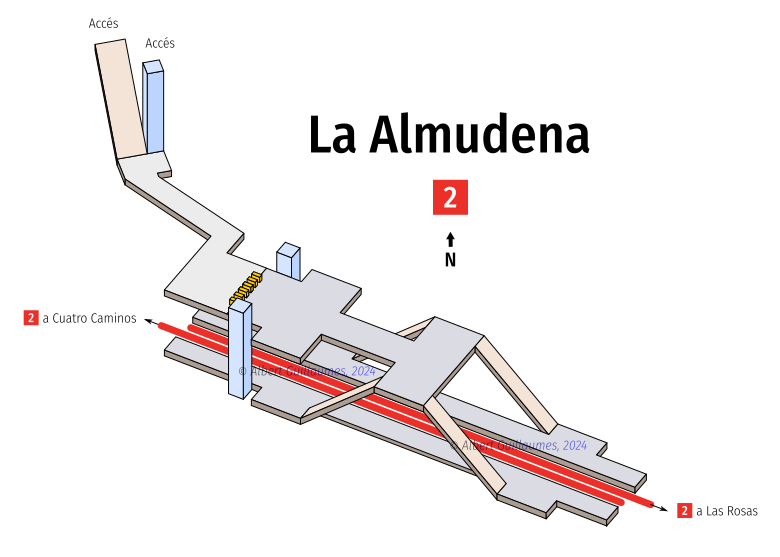 Accés
Accés
La Almudena
2
N
2 a Cuatro Caminos
© Albert Guillaumes, 2024
© Albert Guillaumes, 2024
2 a Las Rosas